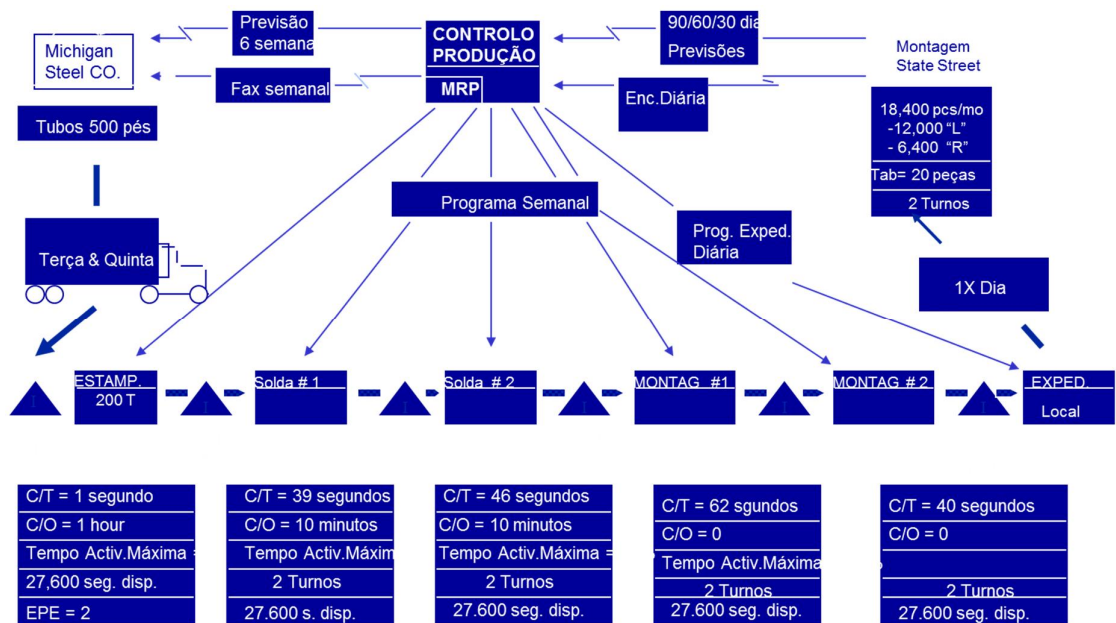 Michigan
Steel CO.
Previsão
6 semana
Fax semanal
CONTROLO
PRODUÇÃO
MRP
90/60/30 dia
Previsões
Enc.Diária
Montagem
State Street
18,400 pcs/mo
-12,000 “L”
- 6,400 “R”
Tab= 20 peças
2 Turnos
Tubos 500 pés
Programa Semanal
Prog. Exped.
Diária
Terça & Quinta
1X Dia
I
ESTAMP.
200 T
I
Solda # 1
I
Solda # 2
I
MONTAG #1
I
MONTAG # 2
I
EXPED.
Local
C/T = 1 segundo
C/O = 1 hour
Tempo Activ.Máxima =
27,600 seg. disp.
EPE = 2
C/T = 39 segundos
C/O = 10 minutos
Tempo Activ.Máxim
2 Turnos
27.600 s. disp.
C/T = 46 segundos
C/O = 10 minutos
Tempo Activ.Máxima =
2 Turnos
27.600 seg. disp.
C/T = 62 sgundos
C/O = 0
Tempo Activ.Máxima
2 Turnos
27.600 seg. disp.
C/T = 40 segundos
C/O = 0
2 Turnos
27.600 seg. disp.